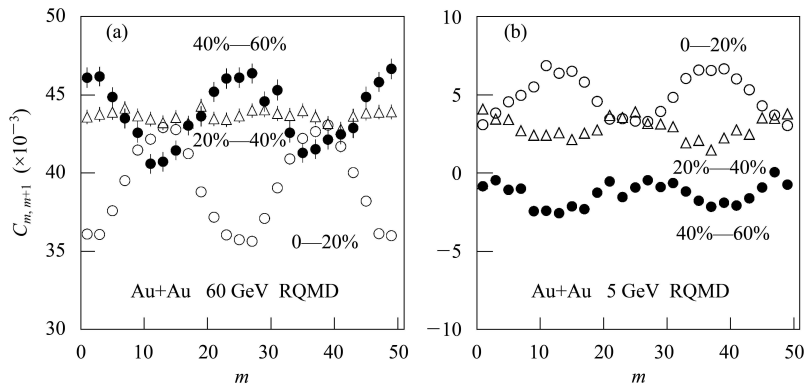 50
45
40
35
30
C m, m+1 (×10−3)
(a)
40%—60%
20%—40%
0—20%
Au+Au 60 GeV RQMD
0 10 20 30 40 50
m
10
5
0
−5
−10
(b)
0—20%
20%—40%
40%—60%
Au+Au 5 GeV RQMD
0 10 20 30 40 50
m